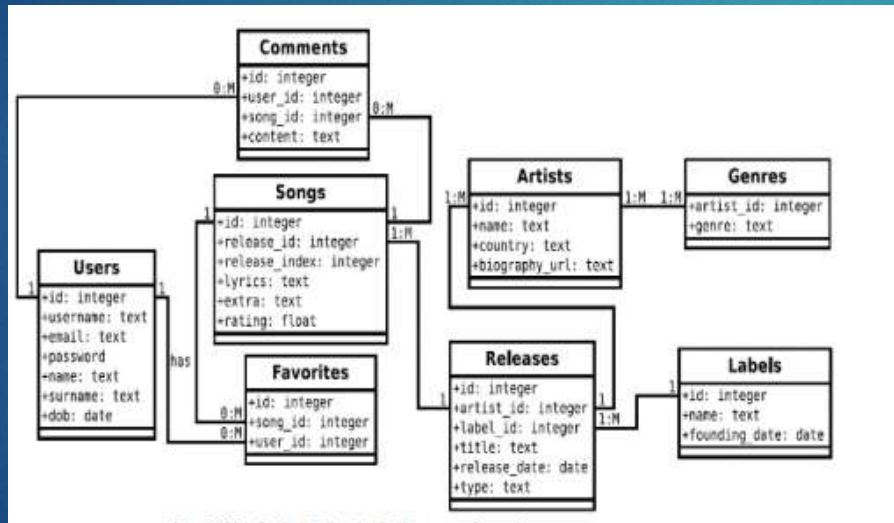 Comments
+id: integer
+user_id: integer
+song_id: integer
+content: text
0:M
0:M
Songs
+id: integer
+release_id: integer
+release_index: integer
+lyrics: text
+extra: text
+rating: float
1
1
1:M
Artists
+id: integer
+name: text
+country: text
+biography_url: text
1:M
1:M
1:M
Genres
+artist_id: integer
+genre: text
Users
+id: integer
+username: text
+email: text
+password
+name: text
+surname: text
+dob: date
1
1
has
Favorites
+id: integer
+song_id: integer
+user_id: integer
0:M
0:M
Releases
+id: integer
+artist_id: integer
+label_id: integer
+title: text
+release_date: date
+type: text
1
1
1:M
Labels
+id: integer
+name: text
+founding_date: date
1